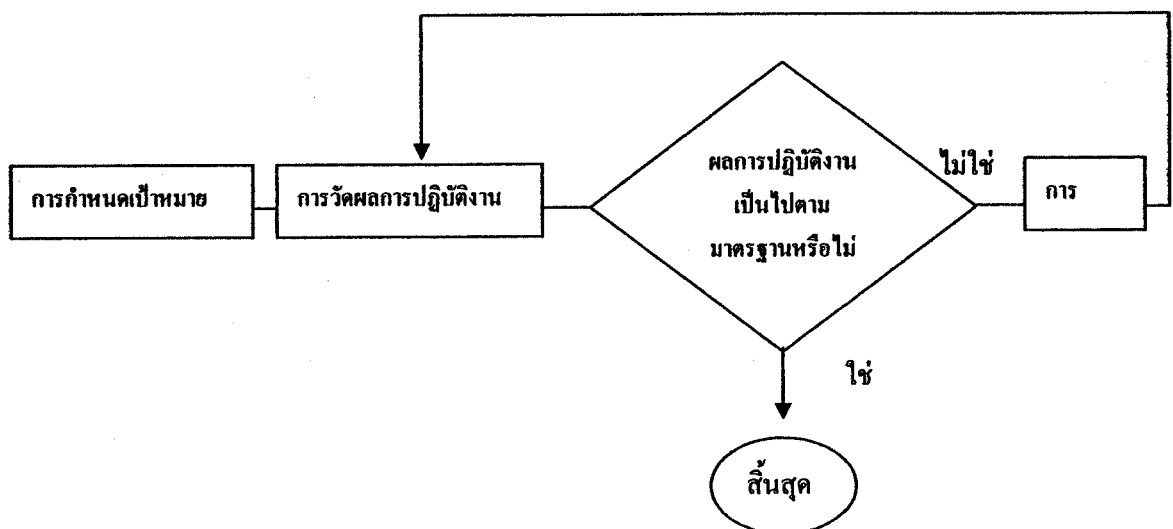 การกำหนดเป้าหมาย
การวัดผลการปฏิบัติงาน
ผลการปฏิบัติงาน
เป็นไปตาม
มาตรฐานหรือไม่
ไม่ใช่
การ
ใช่
สิ้นสุด